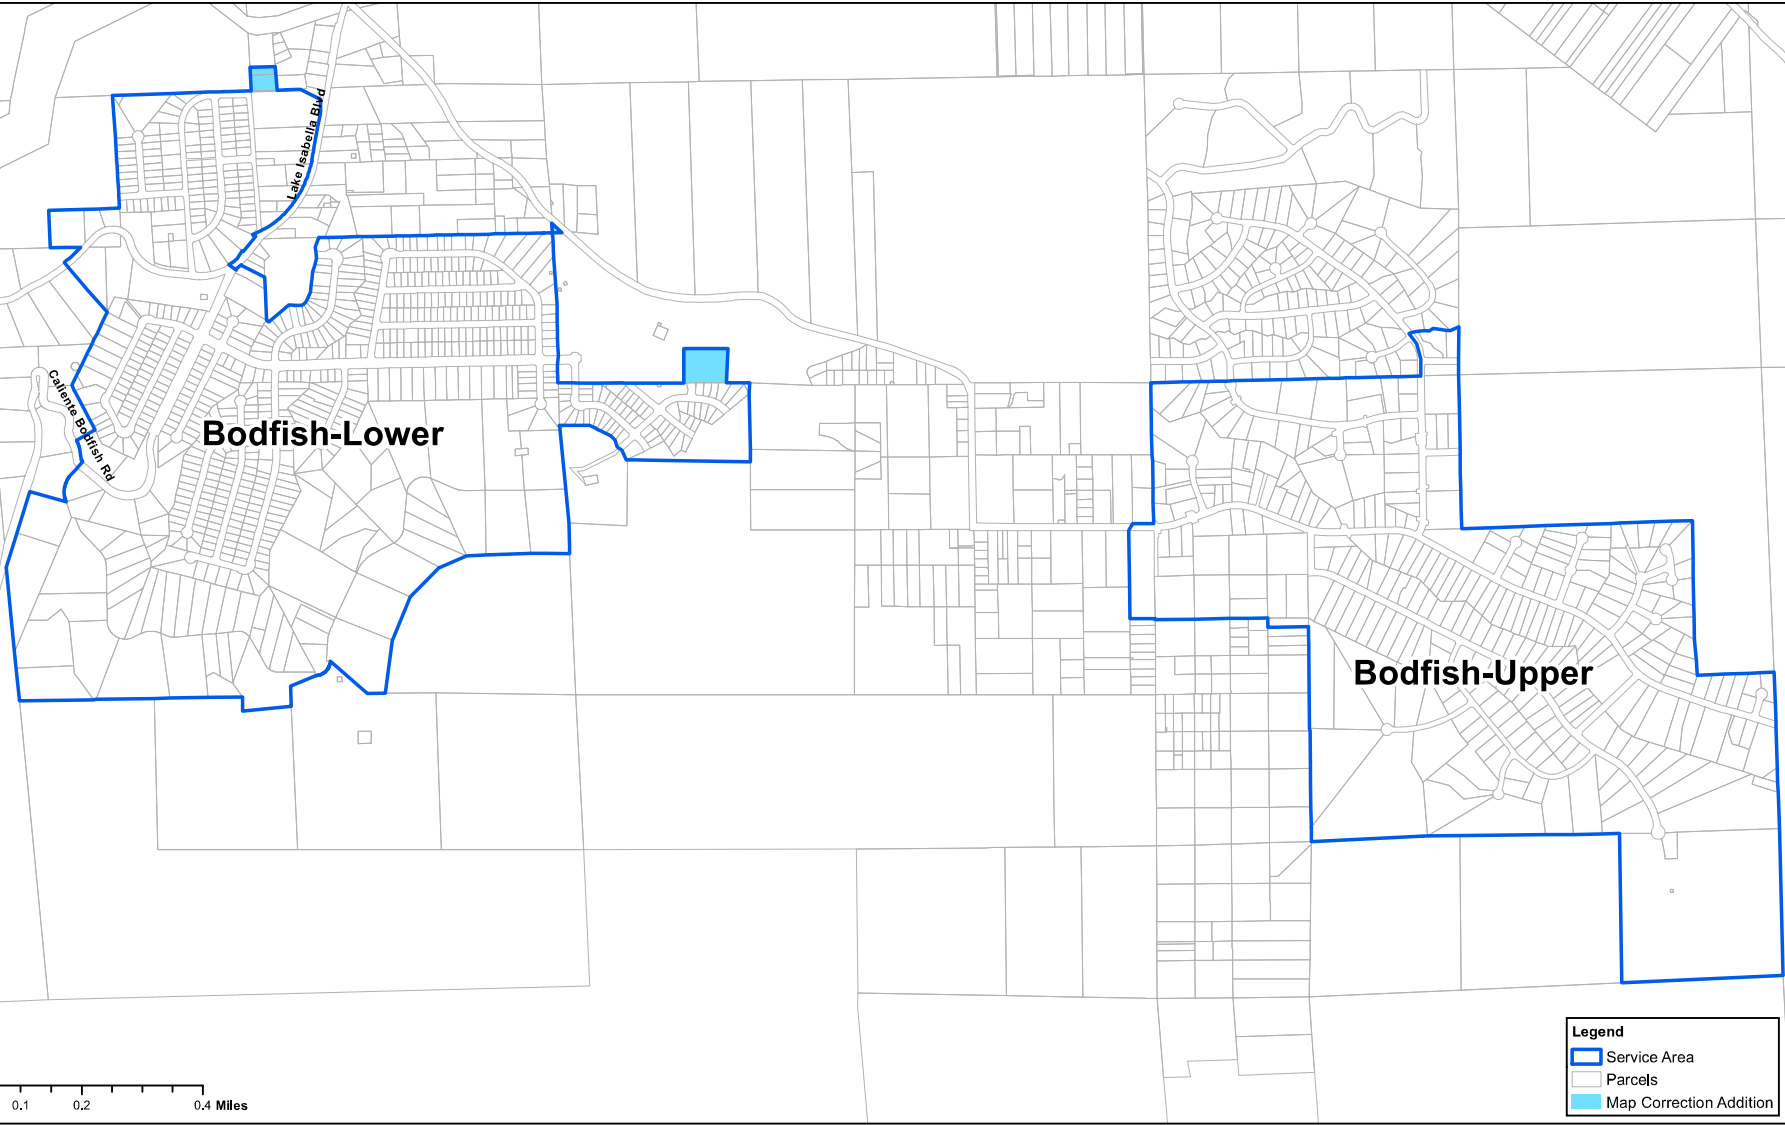 Lake Isabella Blvd
Caliente Bodfish Rd
Bodfish-Lower
Bodfish-Upper
Legend
Service Area
Parcels
Map Correction Addition
0.1 0.2 0.4 Miles